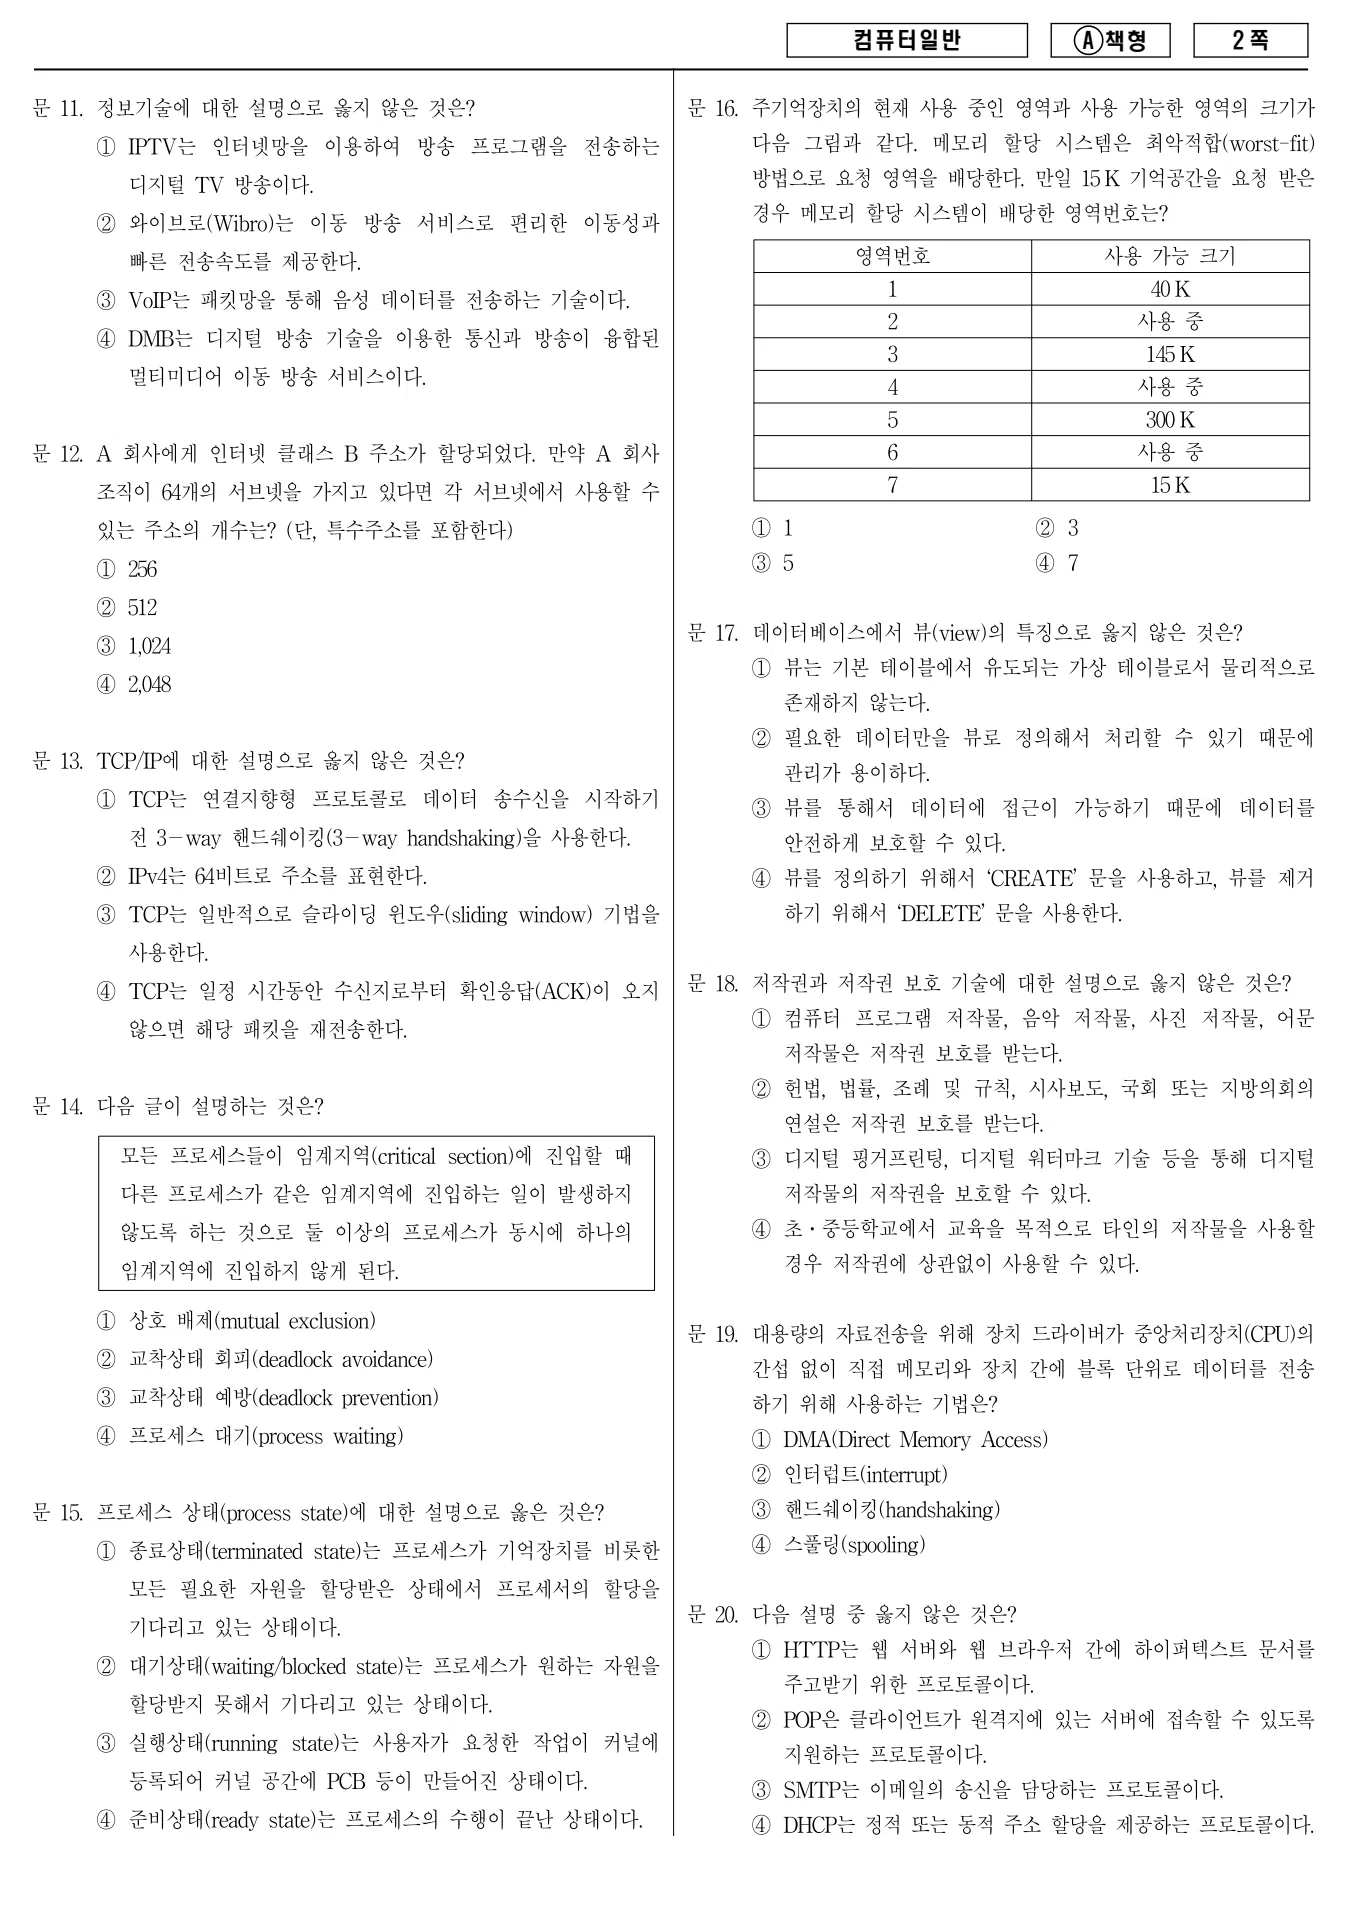 컴퓨터일반
Ⓐ책형
2쪽
문 11. 정보기술에 대한 설명으로 옳지 않은 것은?
① IPTV는 인터넷망을 이용하여 방송 프로그램을 전송하는
디지털 TV 방송이다.
② 와이브로(Wibro)는 이동 방송 서비스로 편리한 이동성과
빠른 전송속도를 제공한다.
③ VoIP는 패킷망을 통해 음성 데이터를 전송하는 기술이다.
④ DMB는 디지털 방송 기술을 이용한 통신과 방송이 융합된
멀티미디어 이동 방송 서비스이다.
문 12. A 회사에게 인터넷 클래스 B 주소가 할당되었다. 만약 A 회사
조직이 64개의 서브넷을 가지고 있다면 각 서브넷에서 사용할 수
있는 주소의 개수는? (단, 특수주소를 포함한다)
① 256
② 512
③ 1,024
④ 2,048
문 13. TCP/IP에 대한 설명으로 옳지 않은 것은?
① TCP는 연결지향형 프로토콜로 데이터 송수신을 시작하기
전 3-way 핸드쉐이킹(3-way handshaking)을 사용한다.
② IPv4는 64비트로 주소를 표현한다.
③ TCP는 일반적으로 슬라이딩 윈도우(sliding window) 기법을
사용한다.
④ TCP는 일정 시간동안 수신지로부터 확인응답(ACK)이 오지
않으면 해당 패킷을 재전송한다.
문 14. 다음 글이 설명하는 것은?
모든 프로세스들이 임계지역(critical section)에 진입할 때
다른 프로세스가 같은 임계지역에 진입하는 일이 발생하지
않도록 하는 것으로 둘 이상의 프로세스가 동시에 하나의
임계지역에 진입하지 않게 된다.
① 상호 배제(mutual exclusion)
② 교착상태 회피(deadlock avoidance)
③ 교착상태 예방(deadlock prevention)
④ 프로세스 대기(process waiting)
문 15. 프로세스 상태(process state)에 대한 설명으로 옳은 것은?
① 종료상태(terminated state)는 프로세스가 기억장치를 비롯한
모든 필요한 자원을 할당받은 상태에서 프로세서의 할당을
기다리고 있는 상태이다.
② 대기상태(waiting/blocked state)는 프로세스가 원하는 자원을
할당받지 못해서 기다리고 있는 상태이다.
③ 실행상태(running state)는 사용자가 요청한 작업이 커널에
등록되어 커널 공간에 PCB 등이 만들어진 상태이다.
④ 준비상태(ready state)는 프로세스의 수행이 끝난 상태이다.
문 16. 주기억장치의 현재 사용 중인 영역과 사용 가능한 영역의 크기가
다음 그림과 같다. 메모리 할당 시스템은 최악적합(worst-fit)
방법으로 요청 영역을 배당한다. 만일 15K 기억공간을 요청 받은
경우 메모리 할당 시스템이 배당한 영역번호는?
영역번호 사용 가능 크기
1 40K
2 사용 중
3 145K
4 사용 중
5 300K
6 사용 중
7 15K
① 1 ② 3
③ 5 ④ 7
문 17. 데이터베이스에서 뷰(view)의 특징으로 옳지 않은 것은?
① 뷰는 기본 테이블에서 유도되는 가상 테이블로서 물리적으로
존재하지 않는다.
② 필요한 데이터만을 뷰로 정의해서 처리할 수 있기 때문에
관리가 용이하다.
③ 뷰를 통해서 데이터에 접근이 가능하기 때문에 데이터를
안전하게 보호할 수 있다.
④ 뷰를 정의하기 위해서 ‘CREATE’ 문을 사용하고, 뷰를 제거
하기 위해서 ‘DELETE’ 문을 사용한다.
문 18. 저작권과 저작권 보호 기술에 대한 설명으로 옳지 않은 것은?
① 컴퓨터 프로그램 저작물, 음악 저작물, 사진 저작물, 어문
저작물은 저작권 보호를 받는다.
② 헌법, 법률, 조례 및 규칙, 시사보도, 국회 또는 지방의회의
연설은 저작권 보호를 받는다.
③ 디지털 핑거프린팅, 디지털 워터마크 기술 등을 통해 디지털
저작물의 저작권을 보호할 수 있다.
④ 초·중등학교에서 교육을 목적으로 타인의 저작물을 사용할
경우 저작권에 상관없이 사용할 수 있다.
문 19. 대용량의 자료전송을 위해 장치 드라이버가 중앙처리장치(CPU)의
간섭 없이 직접 메모리와 장치 간에 블록 단위로 데이터를 전송
하기 위해 사용하는 기법은?
① DMA(Direct Memory Access)
② 인터럽트(interrupt)
③ 핸드쉐이킹(handshaking)
④ 스풀링(spooling)
문 20. 다음 설명 중 옳지 않은 것은?
① HTTP는 웹 서버와 웹 브라우저 간에 하이퍼텍스트 문서를
주고받기 위한 프로토콜이다.
② POP은 클라이언트가 원격지에 있는 서버에 접속할 수 있도록
지원하는 프로토콜이다.
③ SMTP는 이메일의 송신을 담당하는 프로토콜이다.
④ DHCP는 정적 또는 동적 주소 할당을 제공하는 프로토콜이다.